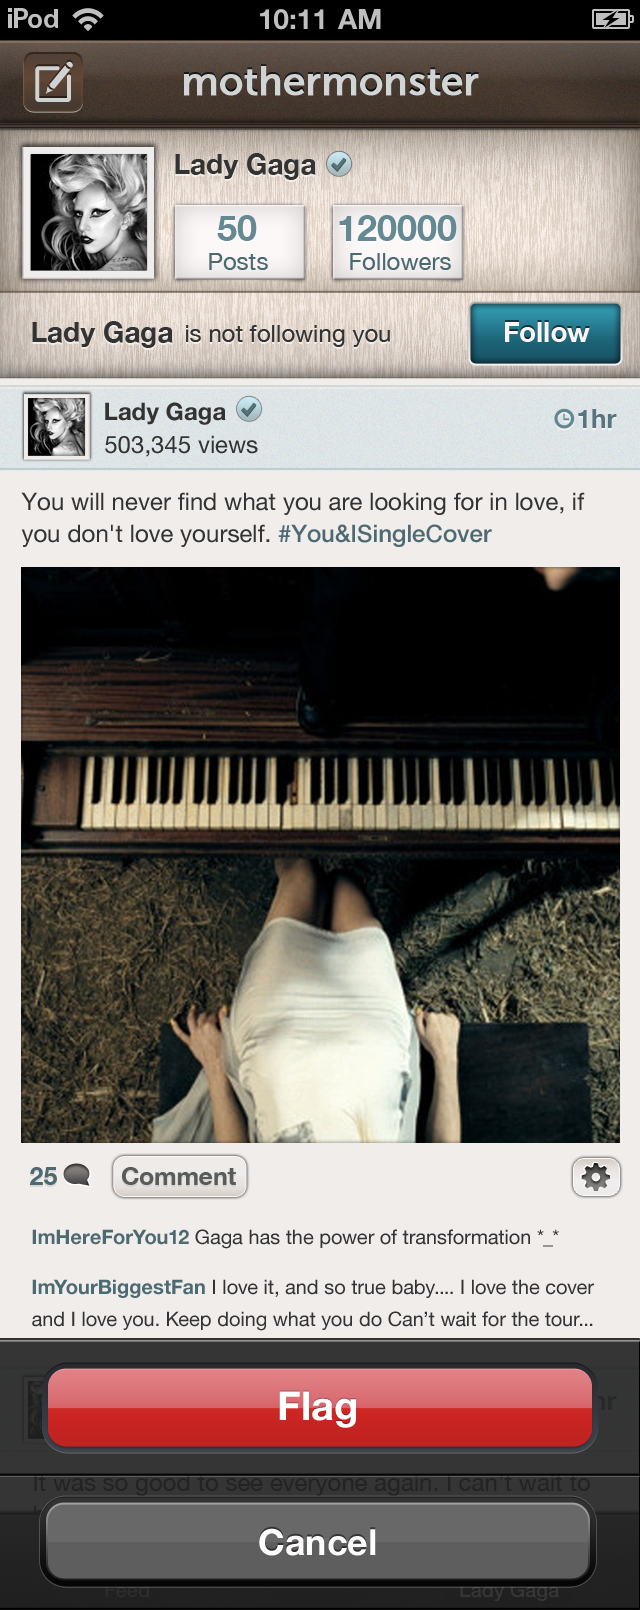 iPod 10:11 AM
mothermonster
Lady Gaga
50
Posts
120000
Followers
Lady Gaga is not following you
Follow
Lady Gaga
503,345 views
1hr
You will never find what you are looking for in love, if
you don't love yourself. #You&ISingleCover
25
Comment
ImHereForYou12 Gaga has the power of transformation *_*
ImYourBiggestFan I love it, and so true baby.... I love the cover
and I love you. Keep doing what you do Can’t wait for the tour...
Flag
It was so good to see everyone again. I can't wait to
Cancel
Feed
Lady Gaga